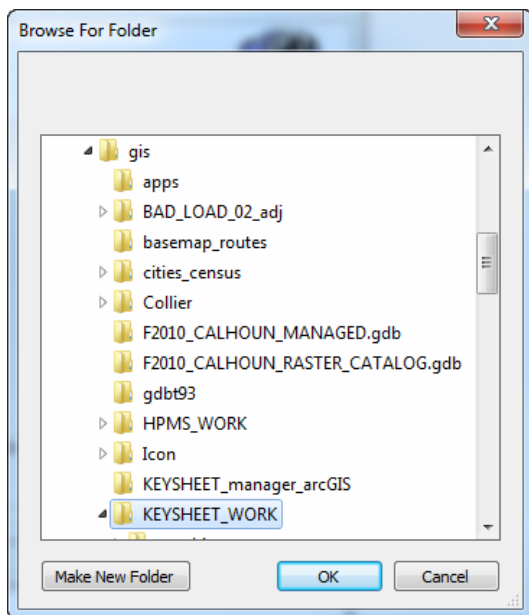 Browse For Folder
gis
apps
BAD_LOAD_02_adj
basemap_routes
cities_census
Collier
F2010_CALHOUN_MANAGED.gdb
F2010_CALHOUN_RASTER_CATALOG.gdb
gdbt93
HPMS_WORK
Icon
KEYSHEET_manager_arcGIS
KEYSHEET_WORK
Make New Folder OK Cancel